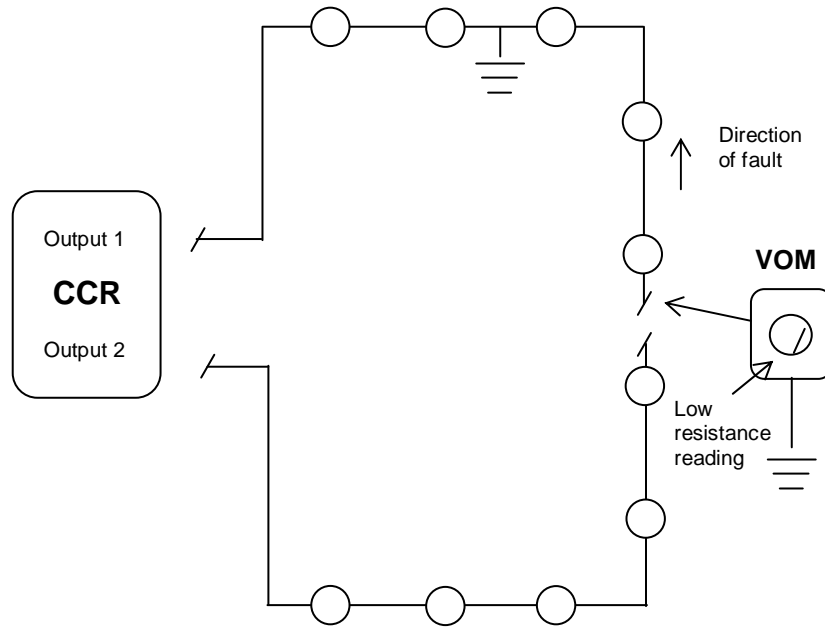 Output 1
CCR
Output 2
Direction
of fault
VOM
Low
resistance
reading